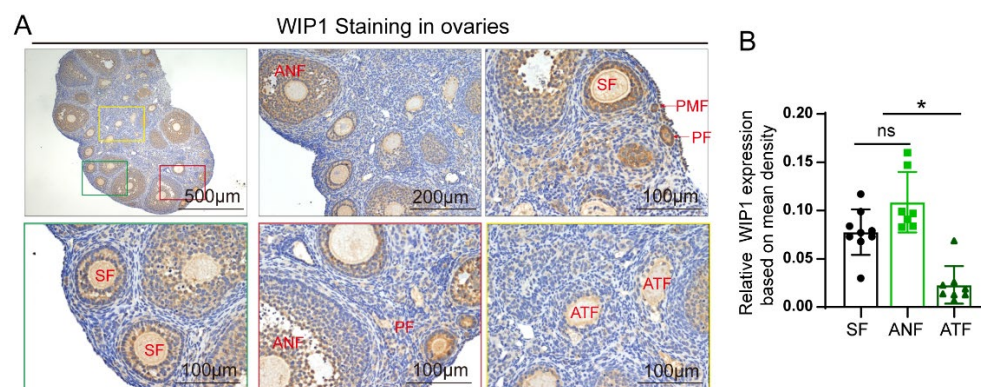 A
WIP1 Staining in ovaries
500μm
ANF
200μm
SF
PMF
PF
100μm
SF
SF
100μm
PF
ANF
100μm
ATF
ATF
100μm
B
Relative WIP1 expression
based on mean density
0.20
0.15
0.10
0.05
0.00
*
ns
SF
ANF
ATF